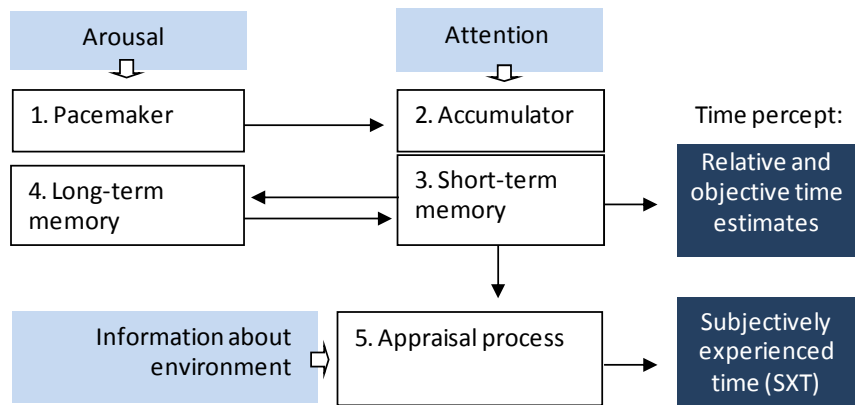 Arousal
Attention
1. Pacemaker
2. Accumulator
Time percept:
4. Long-term
memory
3. Short-term
memory
Relative and
objective time
estimates
Information about
environment
5. Appraisal process
Subjectively
experienced
time (SXT)